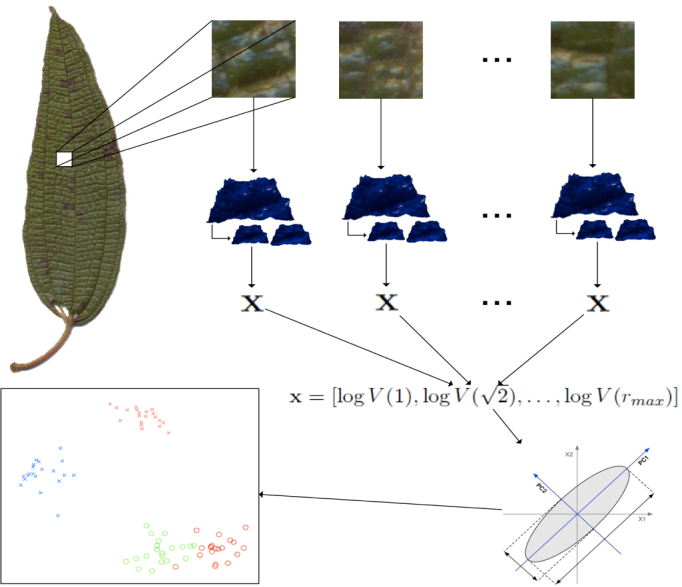 ...
...
x x ... x
x = [log V(1), log V(√2), ..., log V(r_max)]
X2
PC1
PC2
X1